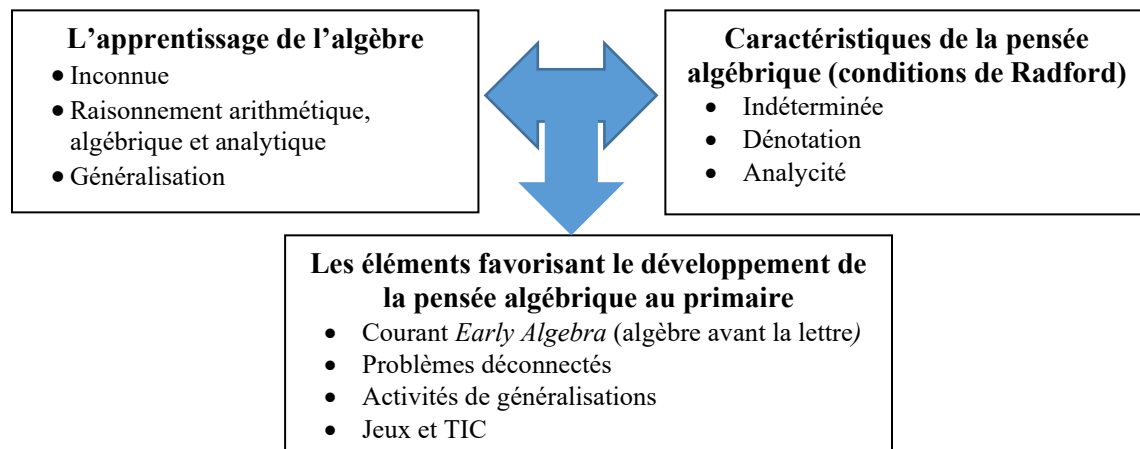 L’apprentissage de l’algèbre
• Inconnue
• Raisonnement arithmétique,
algébrique et analytique
• Généralisation
Caractéristiques de la pensée
algébrique (conditions de Radford)
• Indéterminée
• Dénotation
• Analycité
Les éléments favorisant le développement de
la pensée algébrique au primaire
• Courant Early Algebra (algèbre avant la lettre)
• Problèmes déconnectés
• Activités de généralisations
• Jeux et TIC